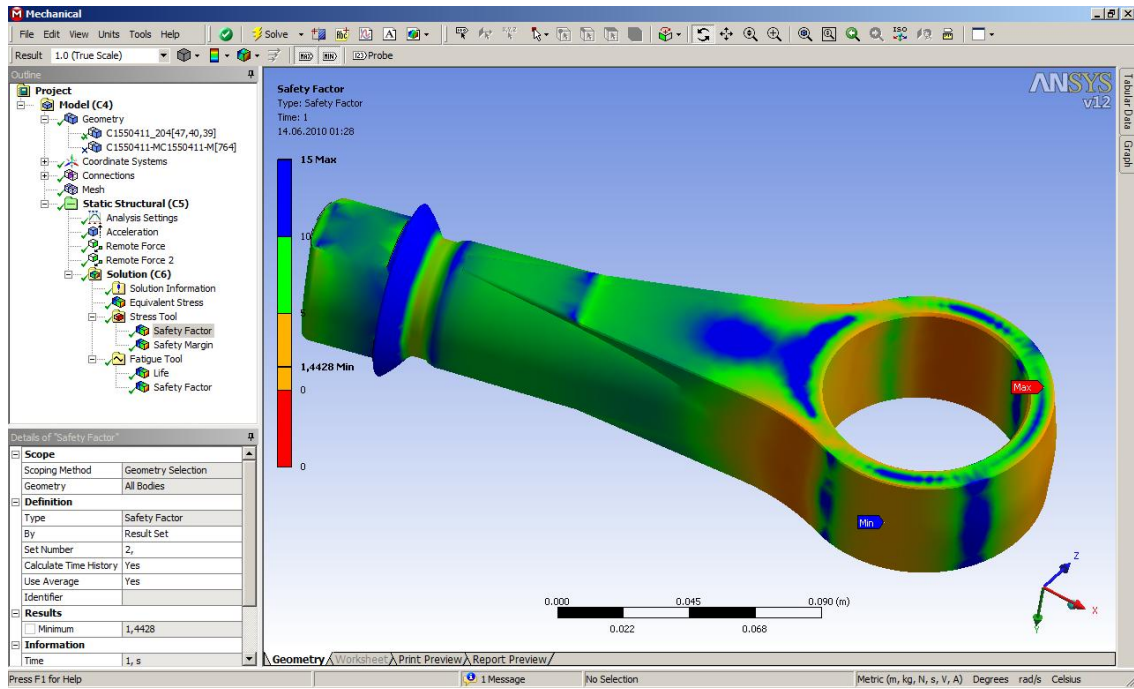 Mechanical
File Edit View Units Tools Help Solve
Result 1.0 (True Scale) MAX MIN Probe
Outline
Project
Model (C4)
Geometry
C1550411_204[47,40,39]
C1550411-MC1550411-M[764]
Coordinate Systems
Connections
Mesh
Static Structural (C5)
Analysis Settings
Acceleration
Remote Force
Remote Force 2
Solution (C6)
Solution Information
Equivalent Stress
Stress Tool
Safety Factor
Safety Margin
Fatigue Tool
Life
Safety Factor
Details of "Safety Factor"
Scope
Scoping Method Geometry Selection
Geometry All Bodies
Definition
Type Safety Factor
By Result Set
Set Number 2,
Calculate Time History Yes
Use Average Yes
Identifier
Results
Minimum 1,4428
Information
Time 1, s
Safety Factor
Type: Safety Factor
Time: 1
14.06.2010 01:28
15 Max
10
5
1,4428 Min
0
0
ANSYS
v12
Max
Min
0.000 0.045 0.090 (m)
0.022 0.068
Z
X
Y
Tabular Data
Graph
Geometry Worksheet Print Preview Report Preview
Press F1 for Help 1 Message No Selection Metric (m, kg, N, s, V, A) Degrees rad/s Celsius